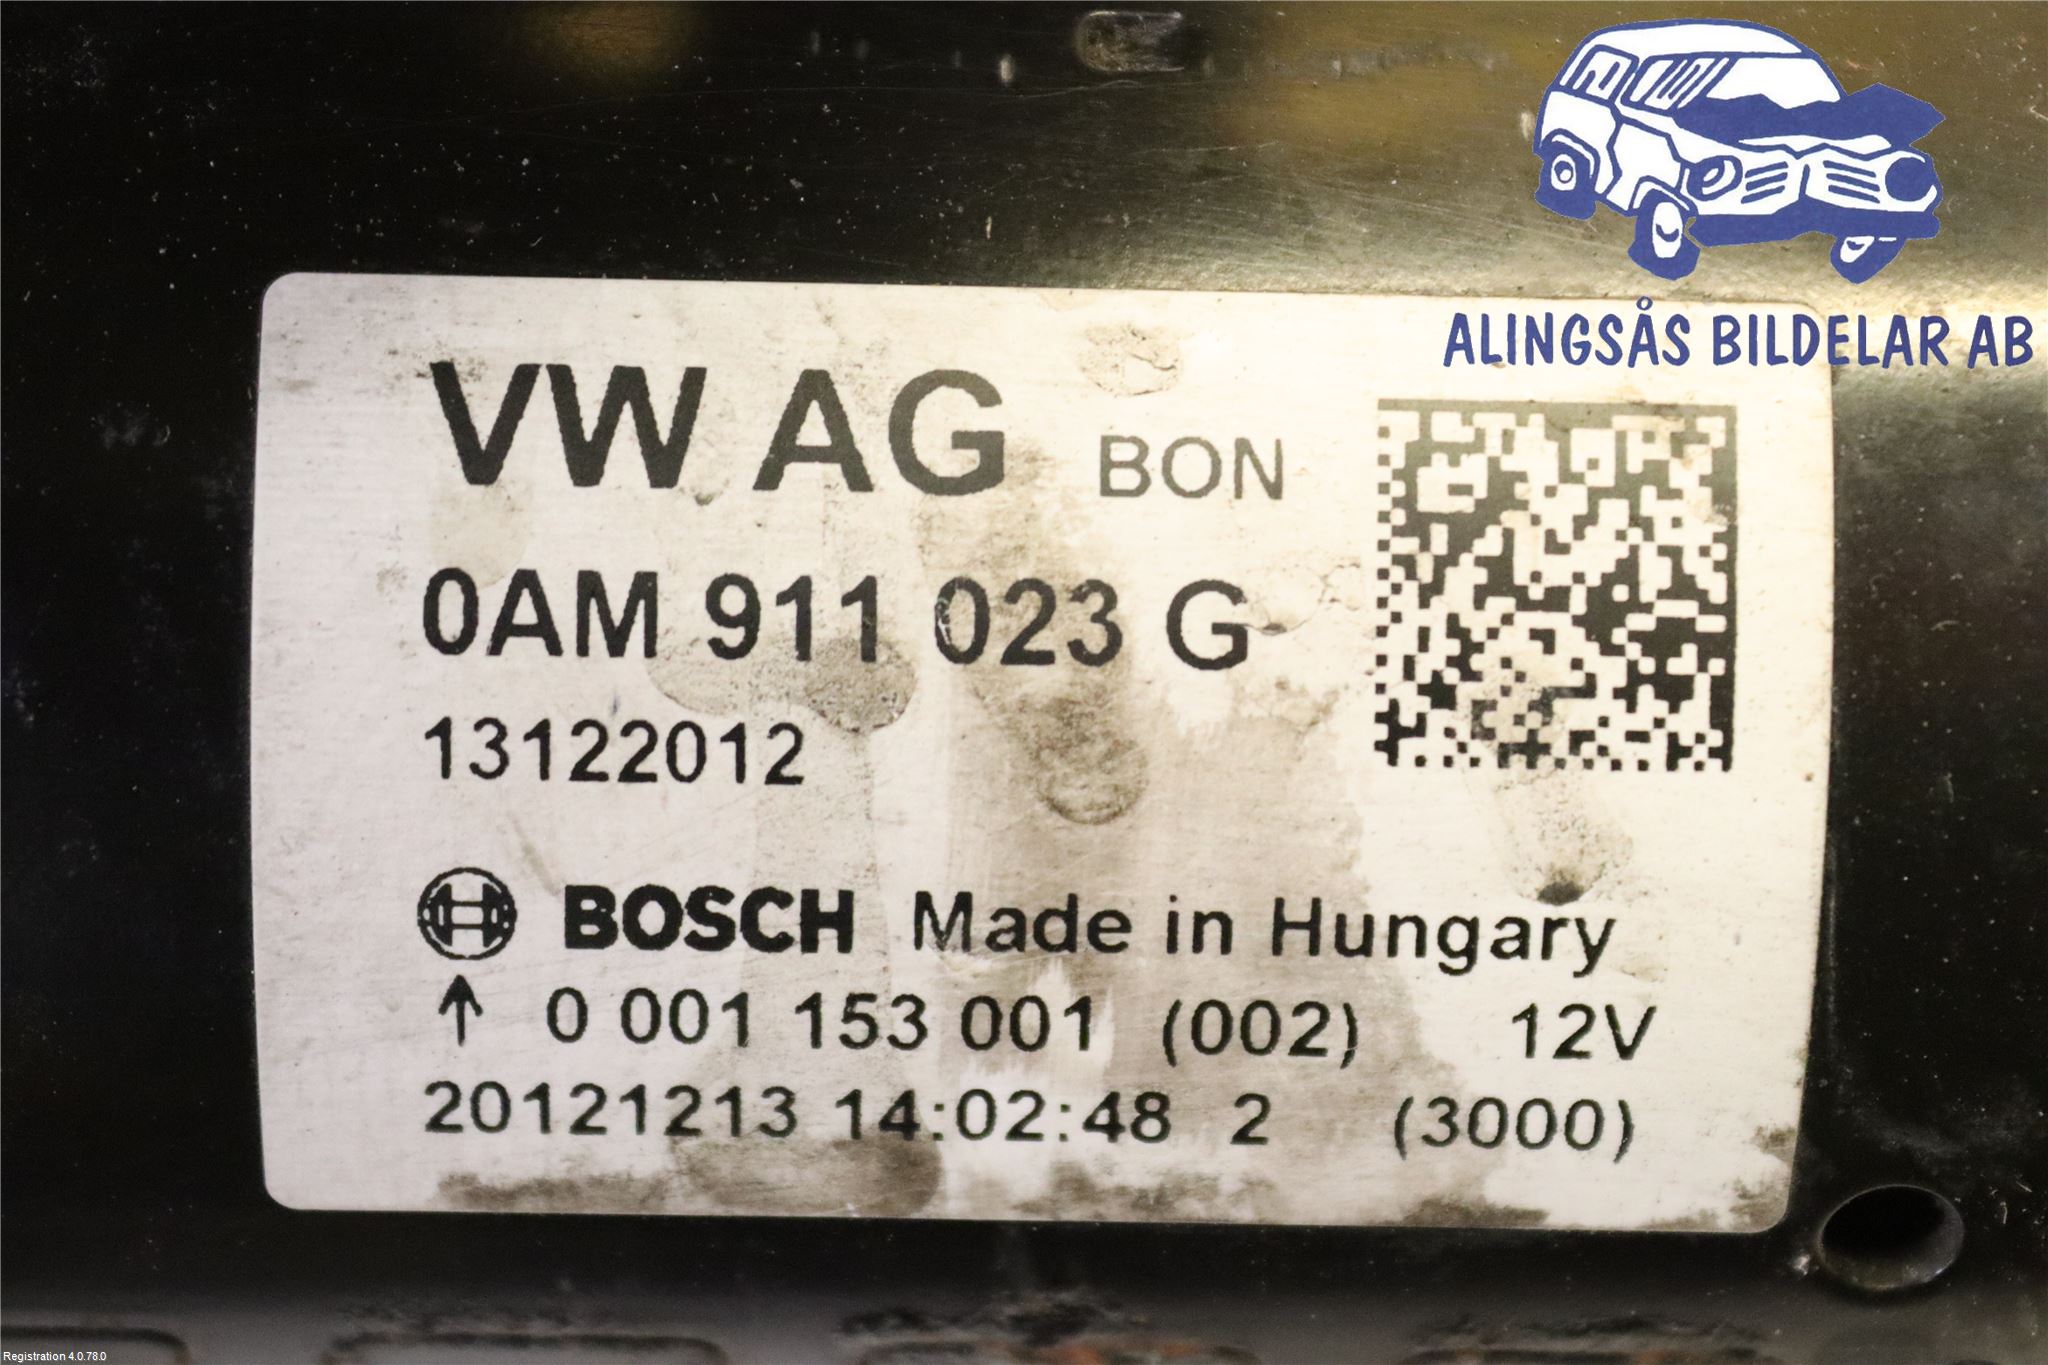 ALINGSÅS BILDELAR AB
VW AG BON
0AM 911 023 G
13122012
BOSCH Made in Hungary
↑ 0 001 153 001 (002) 12V
20121213 14:02:48 2 (3000)
Registration 4.0.78.0